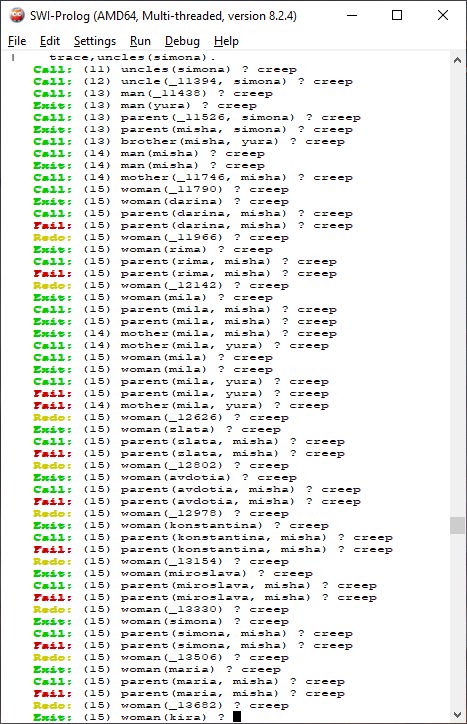 SWI-Prolog (AMD64, Multi-threaded, version 8.2.4)
File Edit Settings Run Debug Help
| trace,uncles(simona).
Call: (11) uncles(simona) ? creep
Call: (12) uncle(_11394, simona) ? creep
Call: (13) man(_11438) ? creep
Exit: (13) man(yura) ? creep
Call: (13) parent(_11526, simona) ? creep
Exit: (13) parent(misha, simona) ? creep
Call: (13) brother(misha, yura) ? creep
Call: (14) man(misha) ? creep
Exit: (14) man(misha) ? creep
Call: (14) mother(_11746, misha) ? creep
Call: (15) woman(_11790) ? creep
Exit: (15) woman(darina) ? creep
Call: (15) parent(darina, misha) ? creep
Fail: (15) parent(darina, misha) ? creep
Redo: (15) woman(_11966) ? creep
Exit: (15) woman(rima) ? creep
Call: (15) parent(rima, misha) ? creep
Fail: (15) parent(rima, misha) ? creep
Redo: (15) woman(_12142) ? creep
Exit: (15) woman(mila) ? creep
Call: (15) parent(mila, misha) ? creep
Exit: (15) parent(mila, misha) ? creep
Exit: (14) mother(mila, misha) ? creep
Call: (14) mother(mila, yura) ? creep
Call: (15) woman(mila) ? creep
Exit: (15) woman(mila) ? creep
Call: (15) parent(mila, yura) ? creep
Fail: (15) parent(mila, yura) ? creep
Fail: (14) mother(mila, yura) ? creep
Redo: (15) woman(_12626) ? creep
Exit: (15) woman(zlata) ? creep
Call: (15) parent(zlata, misha) ? creep
Fail: (15) parent(zlata, misha) ? creep
Redo: (15) woman(_12802) ? creep
Exit: (15) woman(avdotia) ? creep
Call: (15) parent(avdotia, misha) ? creep
Fail: (15) parent(avdotia, misha) ? creep
Redo: (15) woman(_12978) ? creep
Exit: (15) woman(konstantina) ? creep
Call: (15) parent(konstantina, misha) ? creep
Fail: (15) parent(konstantina, misha) ? creep
Redo: (15) woman(_13154) ? creep
Exit: (15) woman(miroslava) ? creep
Call: (15) parent(miroslava, misha) ? creep
Fail: (15) parent(miroslava, misha) ? creep
Redo: (15) woman(_13330) ? creep
Exit: (15) woman(simona) ? creep
Call: (15) parent(simona, misha) ? creep
Fail: (15) parent(simona, misha) ? creep
Redo: (15) woman(_13506) ? creep
Exit: (15) woman(maria) ? creep
Call: (15) parent(maria, misha) ? creep
Fail: (15) parent(maria, misha) ? creep
Redo: (15) woman(_13682) ? creep
Exit: (15) woman(kira) ?